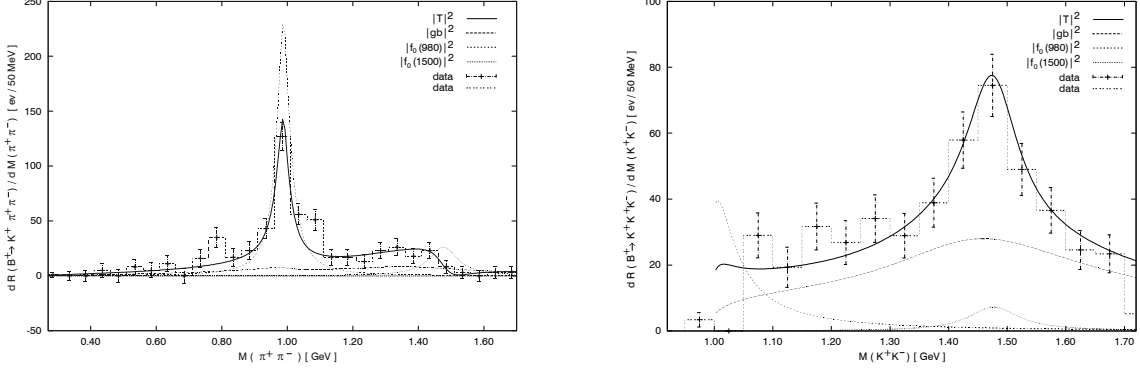 250
200
150
100
50
0
-50
0.40
0.60
0.80
1.00
1.20
1.40
1.60
M ( π⁺ π⁻) [ GeV ]
d R ( B⁺→ K⁺ π⁺ π⁻ ) / d M ( π⁺ π⁻ ) [ ev / 50 MeV ]
|T|²
|gb|²
|f₀ (980)|²
|f₀ (1500)|²
data
data
100
80
60
40
20
0
1.00
1.10
1.20
1.30
1.40
1.50
1.60
1.70
M ( K⁺K⁻) [ GeV ]
d R ( B⁺→ K⁺ K⁺K⁻ ) / d M ( K⁺K⁻ ) [ ev / 50 MeV ]
|T|²
|gb|²
|f₀ (980)|²
|f₀ (1500)|²
data
data